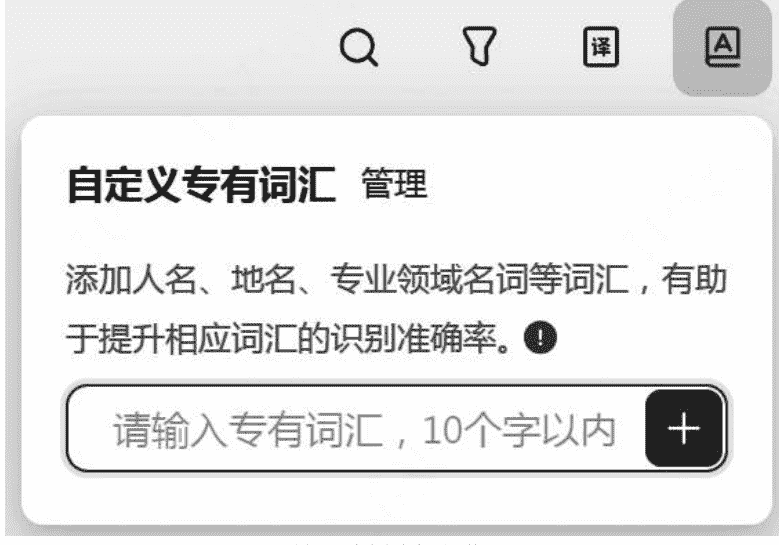 译
A
自定义专有词汇 管理
添加人名、地名、专业领域名词等词汇，有助
于提升相应词汇的识别准确率。
请输入专有词汇，10个字以内